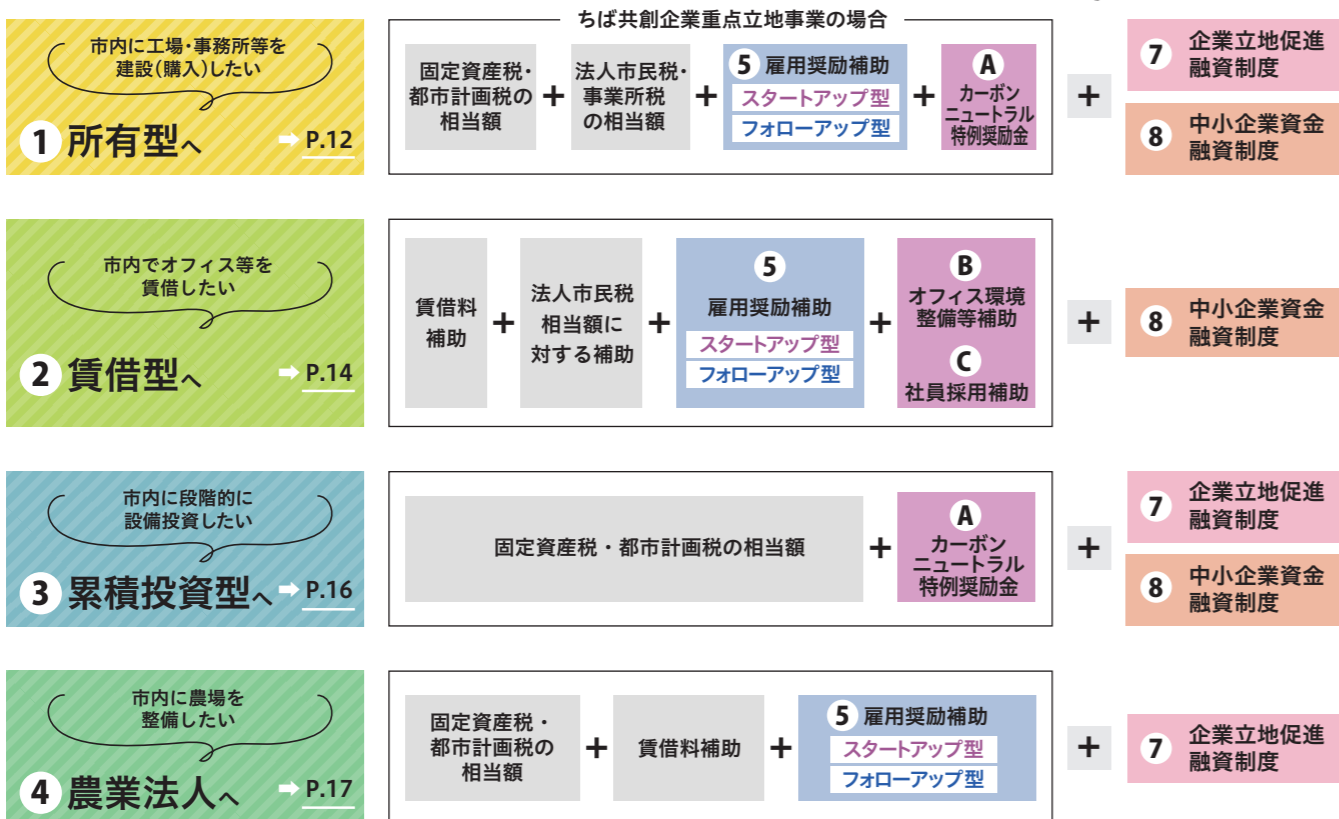 市内に工場・事務所等を
建設(購入)したい
1 所有型へ
➡ P.12
ちば共創企業重点立地事業の場合
固定資産税・
都市計画税の
相当額
+
法人市民税・
事業所税
の相当額
+
5 雇用奨励補助
スタートアップ型
フォローアップ型
+
A
カーボン
ニュートラル
特例奨励金
+
7 企業立地促進
融資制度
8 中小企業資金
融資制度
市内でオフィス等を
賃借したい
2 賃借型へ
➡ P.14
賃借料
補助
+
法人市民税
相当額に
対する補助
+
5
雇用奨励補助
スタートアップ型
フォローアップ型
+
B
オフィス環境
整備等補助
C
社員採用補助
+
8 中小企業資金
融資制度
市内に段階的に
設備投資したい
3 累積投資型へ
➡ P.16
固定資産税・都市計画税の相当額
+
A
カーボン
ニュートラル
特例奨励金
+
7 企業立地促進
融資制度
8 中小企業資金
融資制度
市内に農場を
整備したい
4 農業法人へ
➡ P.17
固定資産税・
都市計画税の
相当額
+
賃借料補助
+
5 雇用奨励補助
スタートアップ型
フォローアップ型
+
7 企業立地促進
融資制度